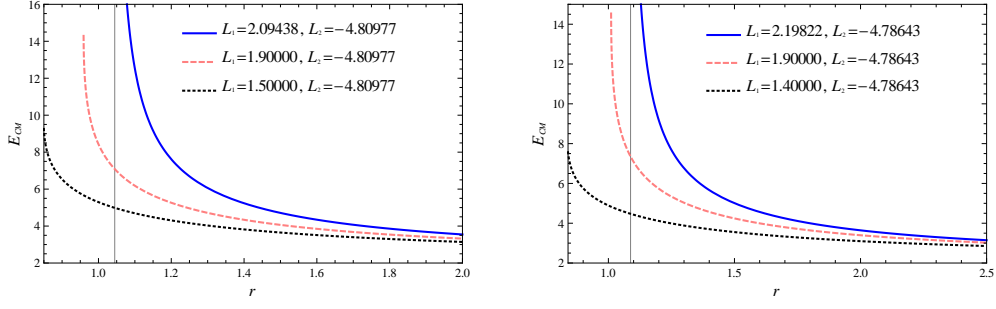 16
14
12
10
8
6
4
2
E_CM
L₁=2.09438, L₂=−4.80977
L₁=1.90000, L₂=−4.80977
L₁=1.50000, L₂=−4.80977
1.0 1.2 1.4 1.6 1.8 2.0
r
14
12
10
8
6
4
2
E_CM
L₁=2.19822, L₂=−4.78643
L₁=1.90000, L₂=−4.78643
L₁=1.40000, L₂=−4.78643
1.0 1.5 2.0 2.5
r